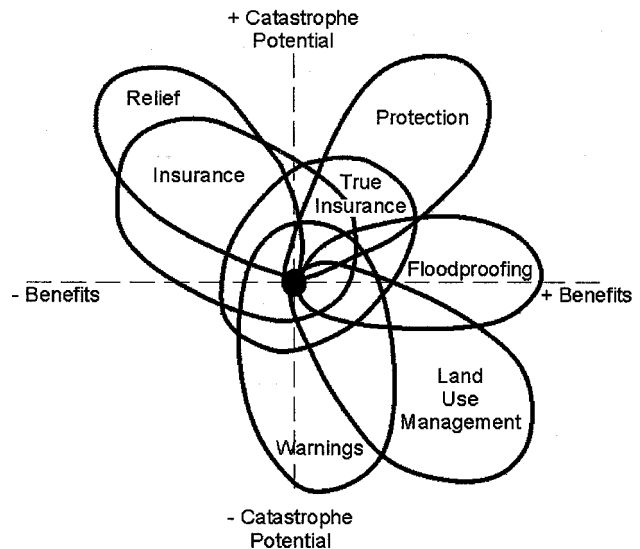 + Catastrophe
Potential
Relief
Protection
Insurance
True
Insurance
Floodproofing
- Benefits
+ Benefits
Land
Use
Management
Warnings
- Catastrophe
Potential